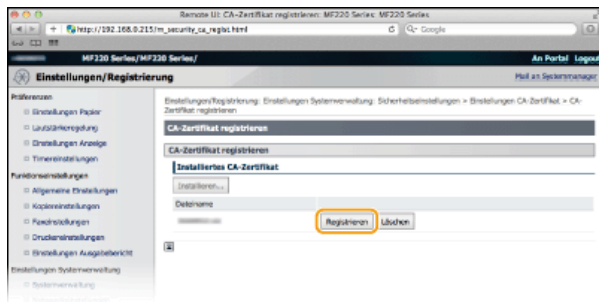 Remote UI: CA-Zertifikat registrieren: MF220 Series: MF220 Series
http://192.168.0.215/m_security_ca_regist.html
Google
MF220 Series/MF220 Series/
An Portal Logout
Einstellungen/Registrierung
Mail an Systemmanager
Präferenzen
Einstellungen Papier
Lautstärkeregelung
Einstellungen Anzeige
Timereinstellungen
Funktionseinstellungen
Allgemeine Einstellungen
Kopiereinstellungen
Faxeinstellungen
Druckereinstellungen
Einstellungen Ausgabebericht
Einstellungen Systemverwaltung
Systemverwaltung
Einstellungen/Registrierung: Einstellungen Systemverwaltung: Sicherheitseinstellungen > Einstellungen CA-Zertifikat > CA-
Zertifikat registrieren
CA-Zertifikat registrieren
CA-Zertifikat registrieren
Installiertes CA-Zertifikat
Installieren...
Dateiname
Registrieren
Löschen